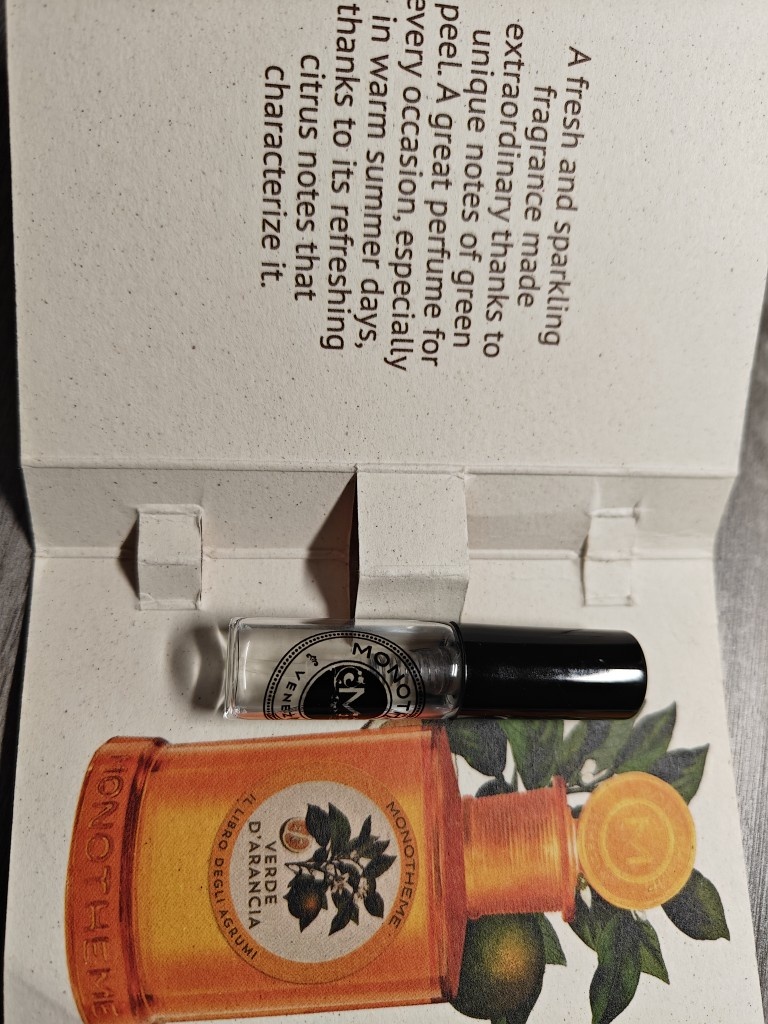 A fresh and sparkling
fragrance made
extraordinary thanks to
unique notes of green
peel. A great perfume for
every occasion, especially
in warm summer days,
thanks to its refreshing
citrus notes that
characterize it.
MONOT
M
VENE
MONOTHEME
VERDE
D'ARANCIA
IL LIBRO DEGLI AGRUMI
M
MONOTHEME